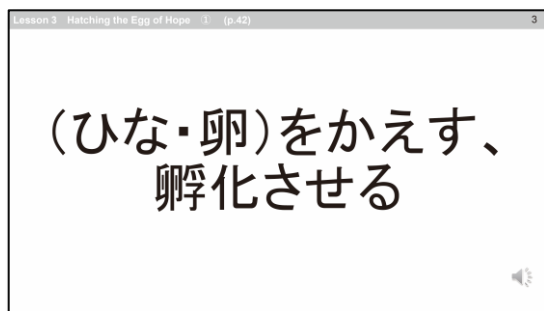 Lesson 3 Hatching the Egg of Hope ① (p.42) 3
（ひな・卵）をかえす、
孵化させる